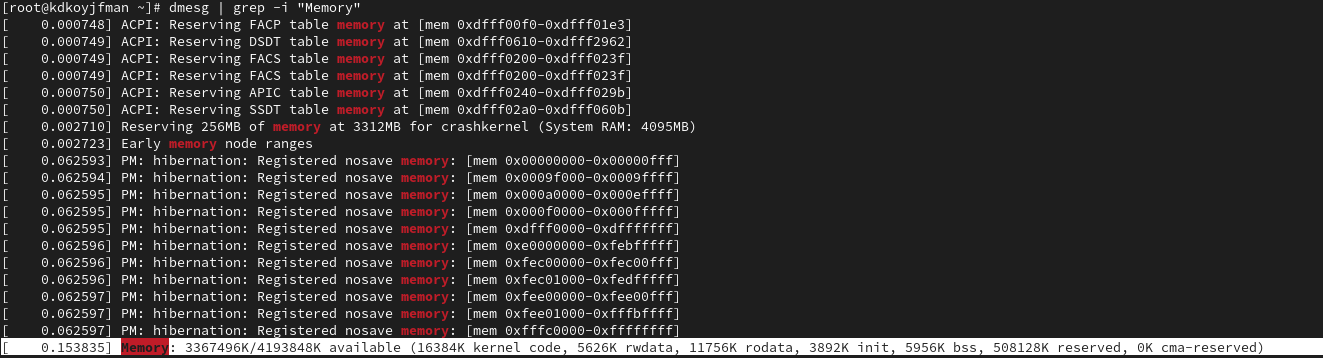 [root@kdkoyjfman ~]# dmesg | grep -i "Memory"
[    0.000748] ACPI: Reserving FACP table memory at [mem 0xdfff00f0-0xdfff01e3]
[    0.000749] ACPI: Reserving DSDT table memory at [mem 0xdfff0610-0xdfff2962]
[    0.000749] ACPI: Reserving FACS table memory at [mem 0xdfff0200-0xdfff023f]
[    0.000749] ACPI: Reserving FACS table memory at [mem 0xdfff0200-0xdfff023f]
[    0.000750] ACPI: Reserving APIC table memory at [mem 0xdfff0240-0xdfff029b]
[    0.000750] ACPI: Reserving SSDT table memory at [mem 0xdfff02a0-0xdfff060b]
[    0.002710] Reserving 256MB of memory at 3312MB for crashkernel (System RAM: 4095MB)
[    0.002723] Early memory node ranges
[    0.062593] PM: hibernation: Registered nosave memory: [mem 0x00000000-0x00000fff]
[    0.062594] PM: hibernation: Registered nosave memory: [mem 0x0009f000-0x0009ffff]
[    0.062595] PM: hibernation: Registered nosave memory: [mem 0x000a0000-0x000effff]
[    0.062595] PM: hibernation: Registered nosave memory: [mem 0x000f0000-0x000fffff]
[    0.062595] PM: hibernation: Registered nosave memory: [mem 0xdfff0000-0xdfffffff]
[    0.062596] PM: hibernation: Registered nosave memory: [mem 0xe0000000-0xfebfffff]
[    0.062596] PM: hibernation: Registered nosave memory: [mem 0xfec00000-0xfec00fff]
[    0.062596] PM: hibernation: Registered nosave memory: [mem 0xfec01000-0xfedfffff]
[    0.062597] PM: hibernation: Registered nosave memory: [mem 0xfee00000-0xfee00fff]
[    0.062597] PM: hibernation: Registered nosave memory: [mem 0xfee01000-0xfffbffff]
[    0.062597] PM: hibernation: Registered nosave memory: [mem 0xfffc0000-0xffffffff]
[    0.153835] Memory: 3367496K/4193848K available (16384K kernel code, 5626K rwdata, 11756K rodata, 3892K init, 5956K bss, 508128K reserved, 0K cma-reserved)